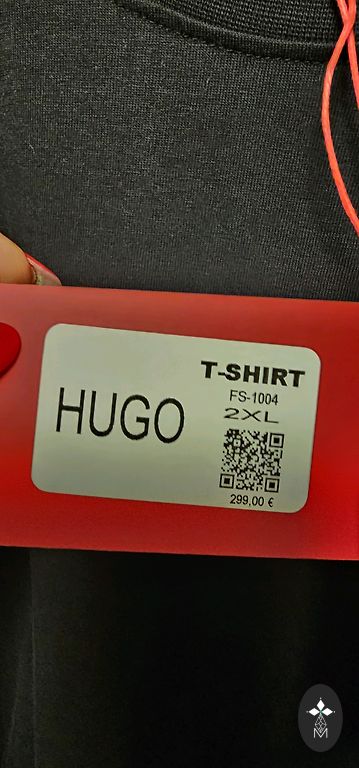 HUGO
T-SHIRT
FS-1004
2XL
299,00 €
M